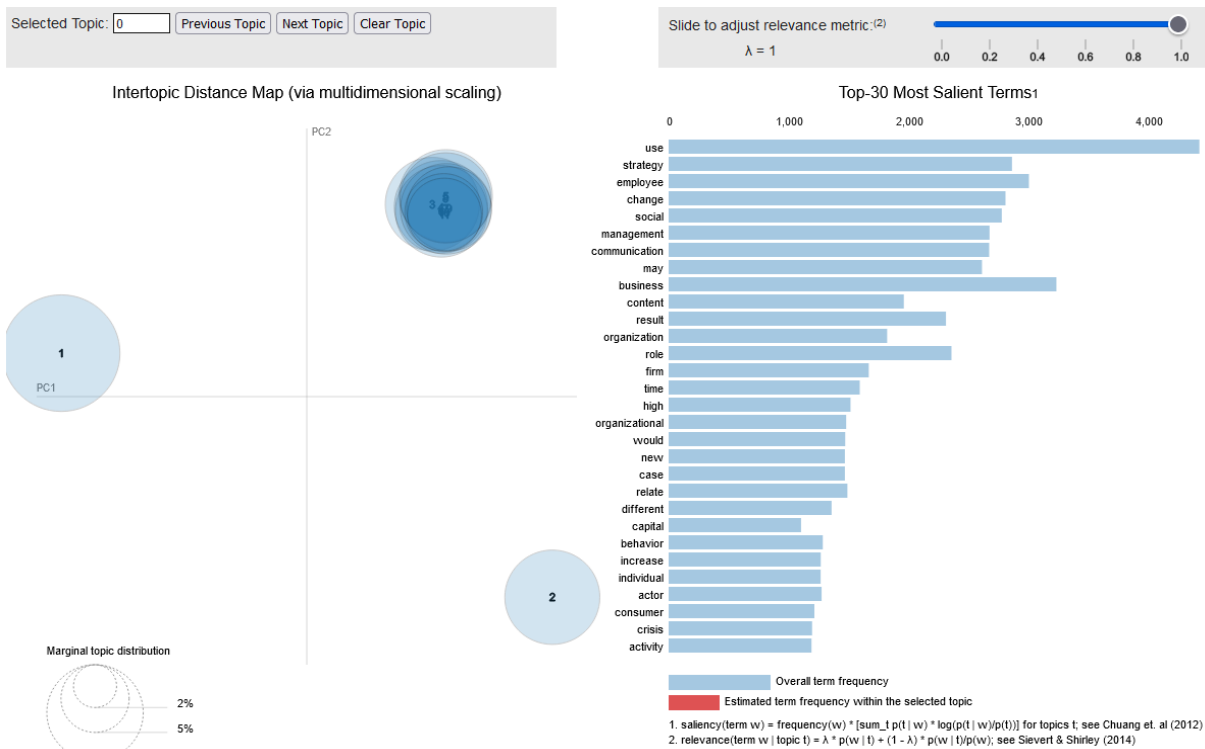 Selected Topic: 0 Previous Topic Next Topic Clear Topic
Slide to adjust relevance metric:(2)
λ = 1
0.0 0.2 0.4 0.6 0.8 1.0
Intertopic Distance Map (via multidimensional scaling)
PC2
5
3
1
PC1
2
Marginal topic distribution
2%
5%
Top-30 Most Salient Terms1
0 1,000 2,000 3,000 4,000
use
strategy
employee
change
social
management
communication
may
business
content
result
organization
role
firm
time
high
organizational
would
new
case
relate
different
capital
behavior
increase
individual
actor
consumer
crisis
activity
Overall term frequency
Estimated term frequency within the selected topic
1. saliency(term w) = frequency(w) * [sum_t p(t | w) * log(p(t | w)/p(t))] for topics t; see Chuang et. al (2012)
2. relevance(term w | topic t) = λ * p(w | t) + (1 - λ) * p(w | t)/p(w); see Sievert & Shirley (2014)